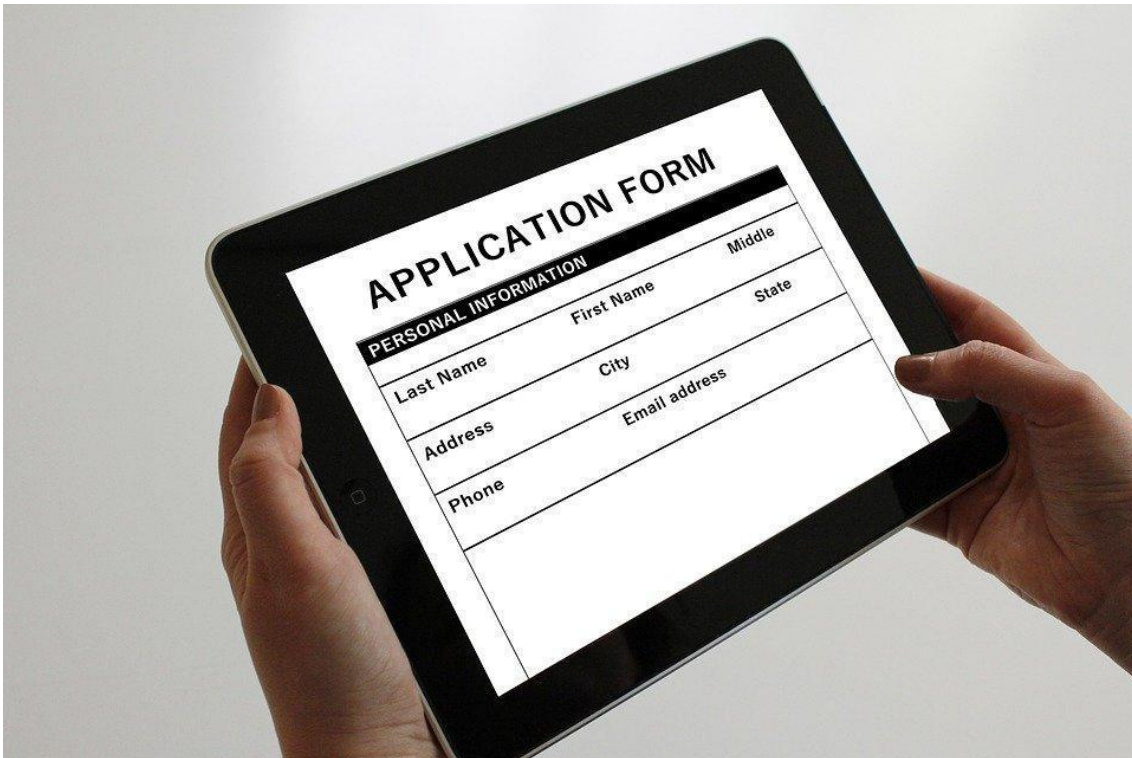 APPLICATION FORM
PERSONAL INFORMATION
Last Name First Name Middle
Address City State
Phone Email address